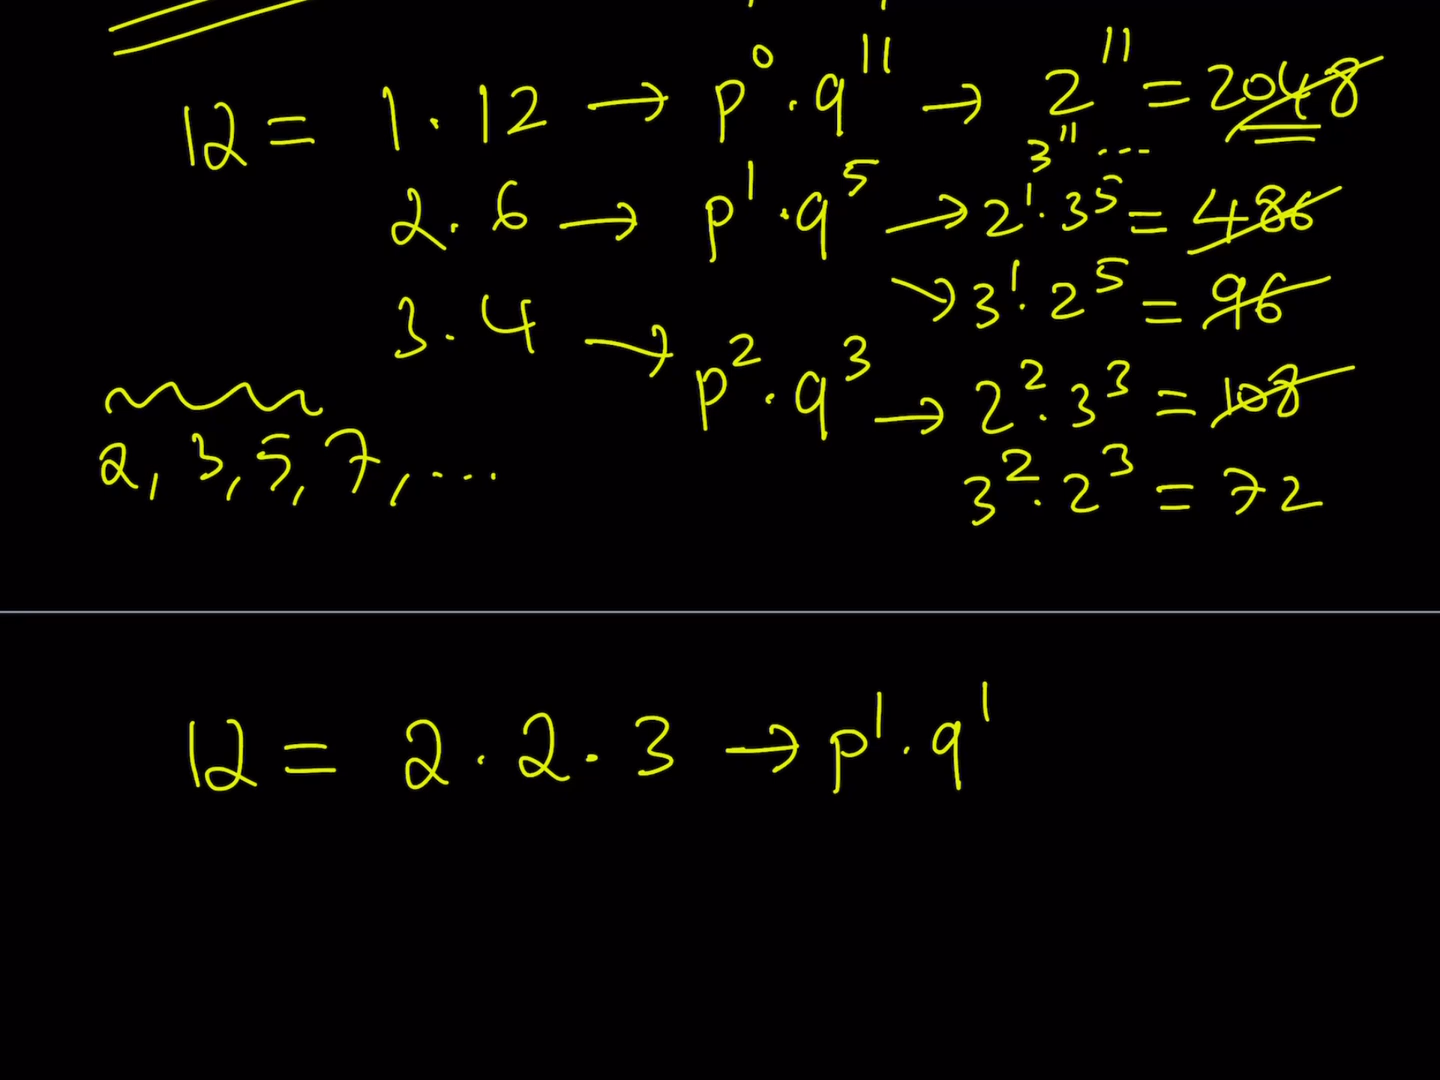 12 = 1 · 12 → p⁰ · q¹¹ → 2¹¹ = 2048
3¹¹ ...
2 · 6 → p¹ · q⁵ → 2¹ · 3⁵ = 486
→ 3¹ · 2⁵ = 96
3 · 4 → p² · q³ → 2² · 3³ = 108
2, 3, 5, 7, ...
3² · 2³ = 72
12 = 2 · 2 · 3 → p¹ · q¹